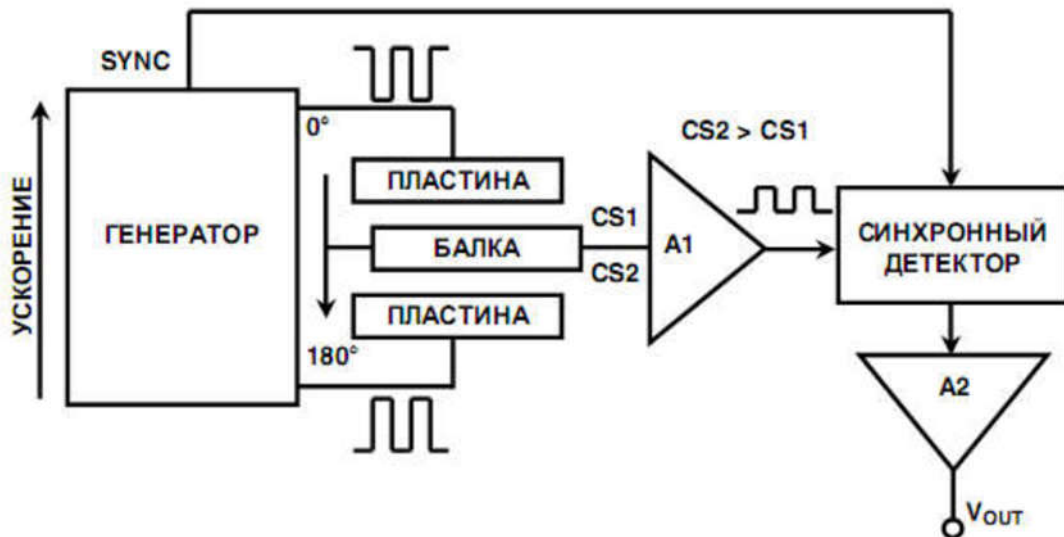 SYNC
0°
УСКОРЕНИЕ
ГЕНЕРАТОР
180°
ПЛАСТИНА
БАЛКА
ПЛАСТИНА
CS1
CS2
A1
CS2 > CS1
СИНХРОННЫЙ
ДЕТЕКТОР
A2
VOUT